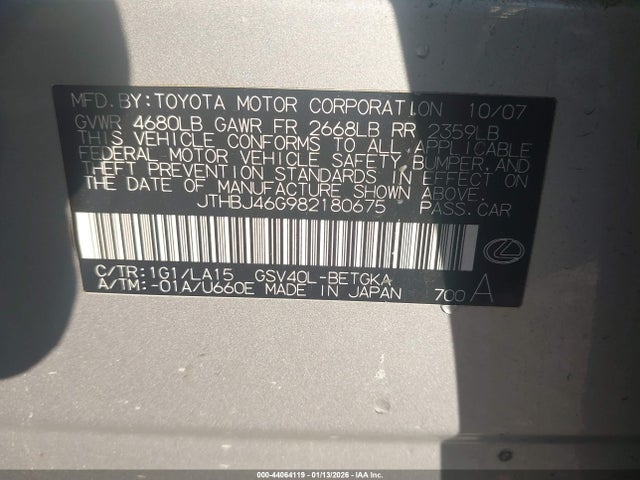 MFD.BY:TOYOTA MOTOR CORPORATION 10/07
GVWR 4680LB GAWR FR 2668LB RR 2359LB
THIS VEHICLE CONFORMS TO ALL APPLICABLE
FEDERAL MOTOR VEHICLE SAFETY, BUMPER, AND
THEFT PREVENTION STANDARDS IN EFFECT ON
THE DATE OF MANUFACTURE SHOWN ABOVE.
JTHBJ46G982180675 PASS.CAR
C/TR:1G1/LA15 GSV40L-BETGKA
A/TM:-01A/U660E MADE IN JAPAN 700 A
000-44064119 - 01/13/2026 - IAA Inc.